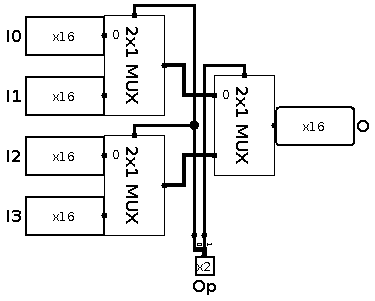 I0 x16 0 2x1 MUX
I1 x16
0 2x1 MUX
x16 O
I2 x16 0 2x1 MUX
I3 x16
0 1
x2
Op